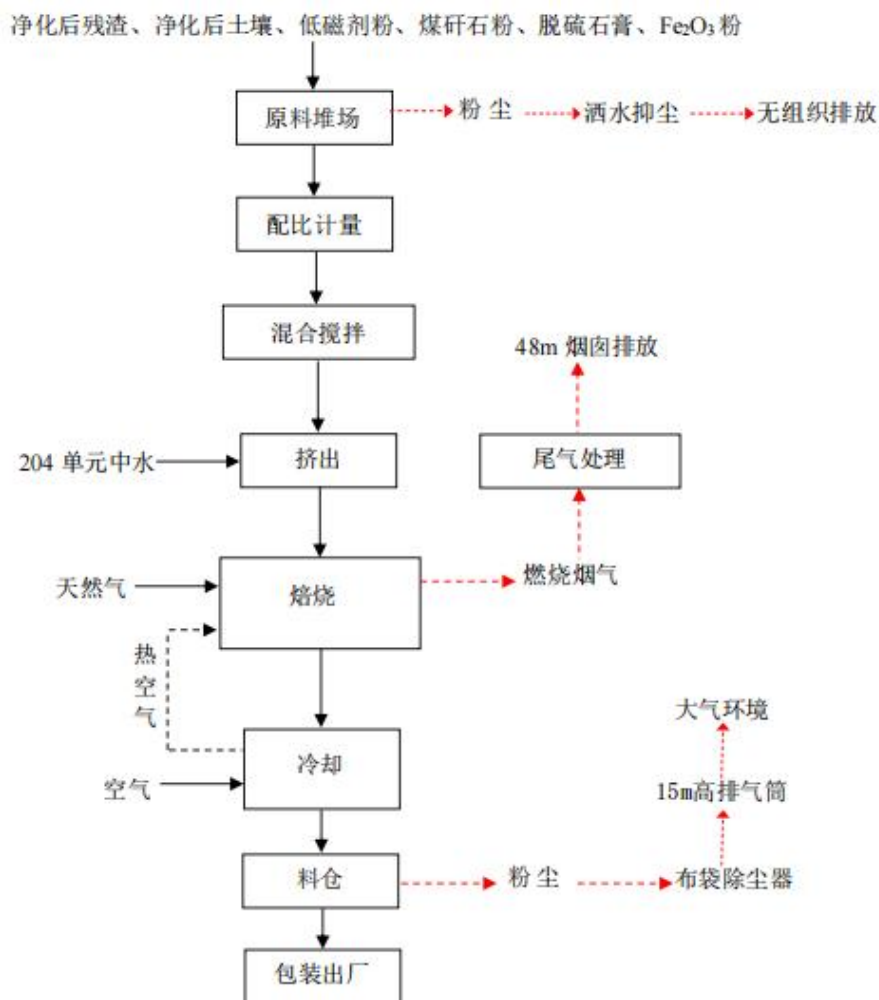 净化后残渣、净化后土壤、低磁剂粉、煤矸石粉、脱硫石膏、Fe₂O₃粉
原料堆场
粉尘
洒水抑尘
无组织排放
配比计量
混合搅拌
48m 烟囱排放
204 单元中水
挤出
尾气处理
天然气
焙烧
燃烧烟气
热空气
大气环境
冷却
空气
15m高排气筒
料仓
粉尘
布袋除尘器
包装出厂